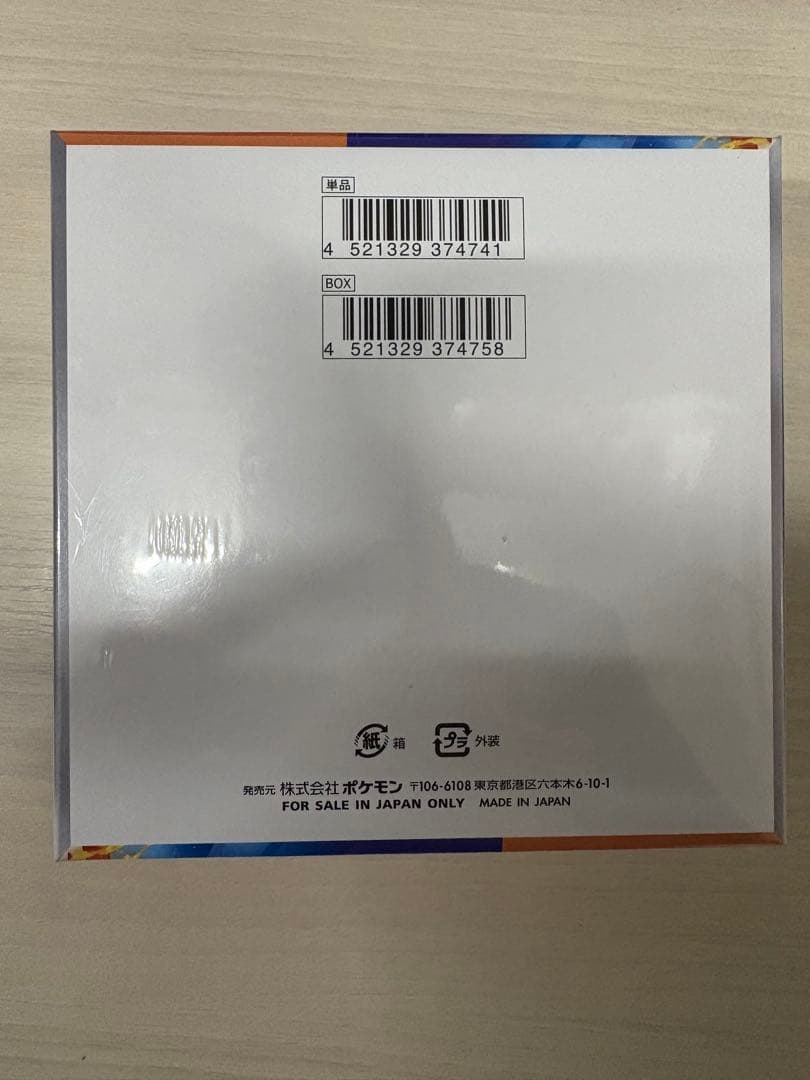 単品
4 521329 374741
BOX
4 521329 374758
紙 箱 プラ 外装
発売元 株式会社 ポケモン 〒106-6108 東京都港区六本木6-10-1
FOR SALE IN JAPAN ONLY MADE IN JAPAN